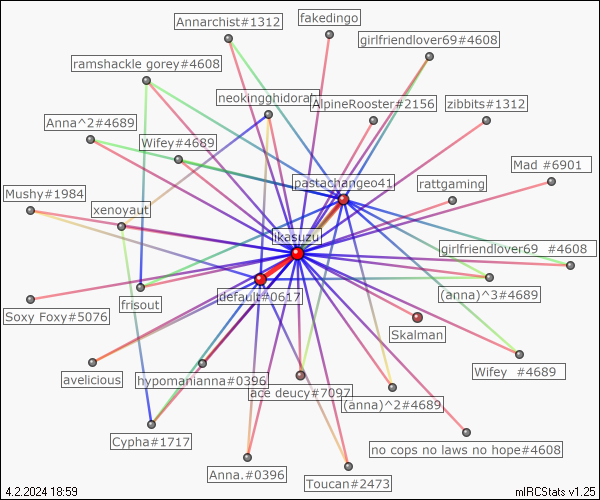 Annarchist#1312
fakedingo
girlfriendlover69#4608
ramshackle gorey#4608
neokingghidorah
AlpineRooster#2156
zibbits#1312
Anna^2#4689
Wifey#4689
Mad #6901
pastachangeo41
rattgaming
Mushy#1984
xenoyaut
ikasuzu
girlfriendlover69 #4608
(anna)^3#4689
default#0617
frisout
Soxy Foxy#5076
Skalman
Wifey #4689
avelicious
hypomanianna#0396
ace deucy#7097
(anna)^2#4689
Cypha#1717
no cops no laws no hope#4608
Anna.#0396
Toucan#2473
4.2.2024 18:59
mIRCStats v1.25